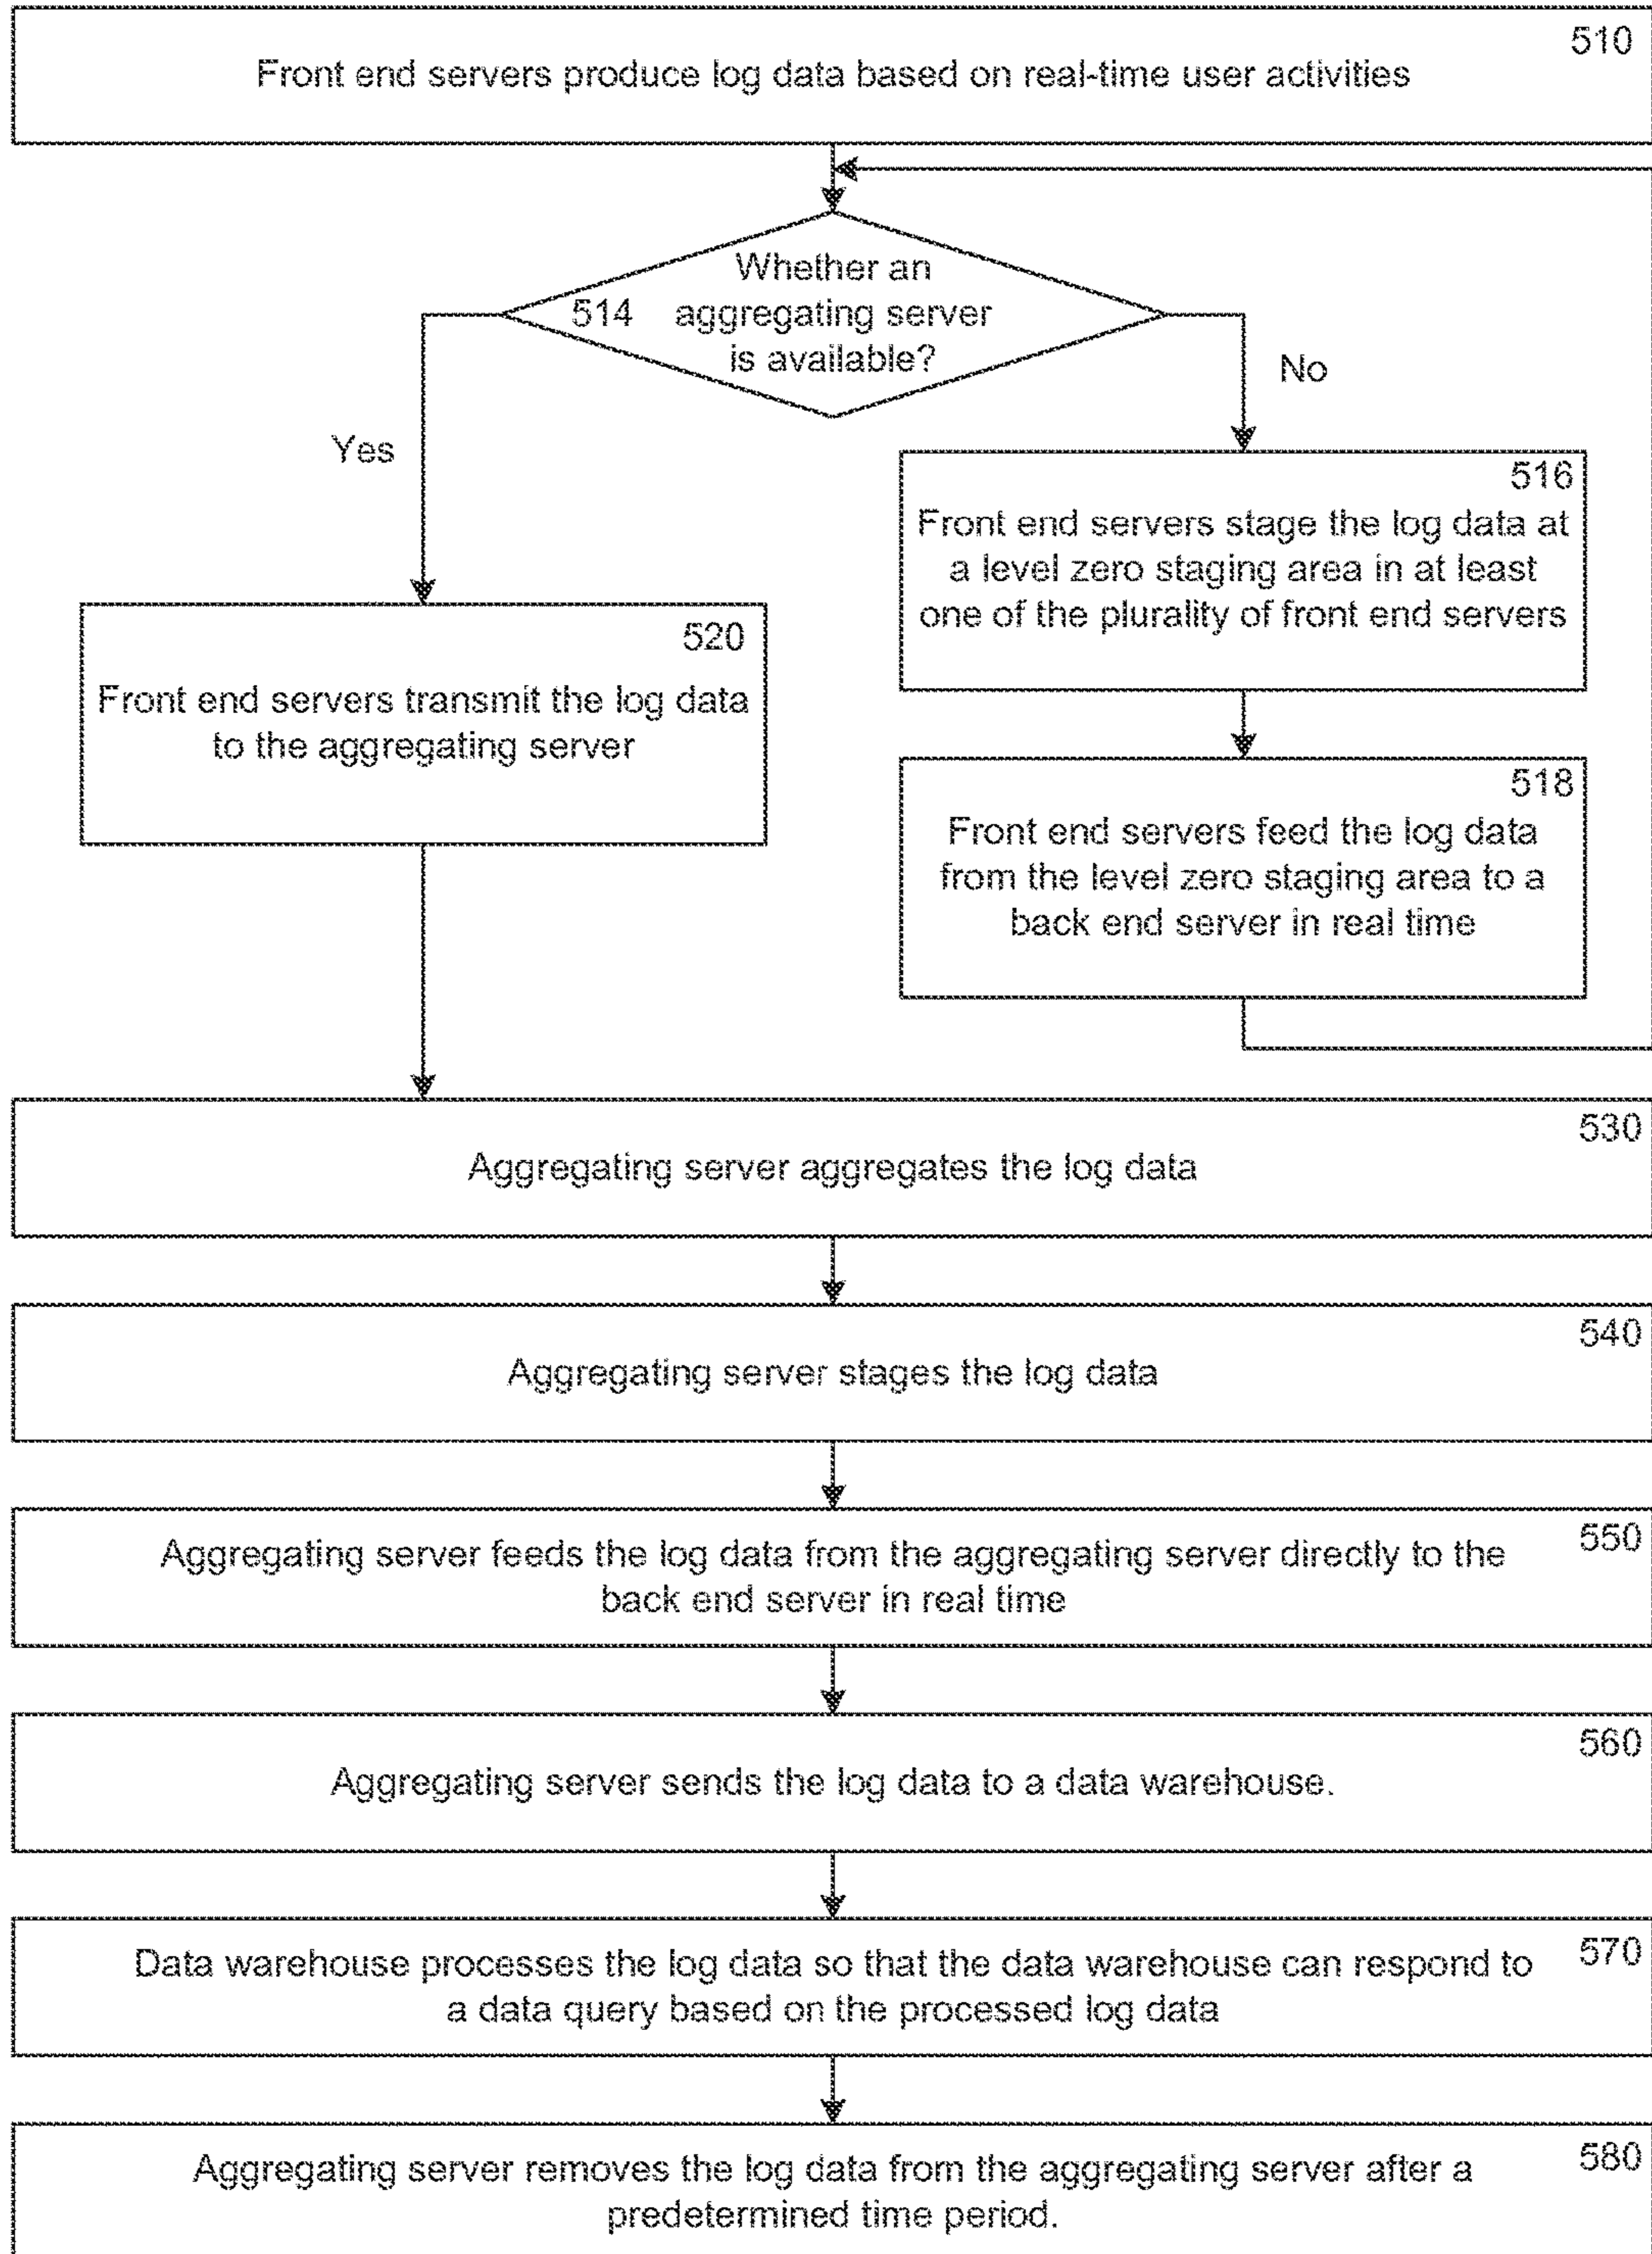 510
Front end servers produce log data based on real-time user activities
Whether an
514 aggregating server
is available?
No
Yes
516
Front end servers stage the log data at
a level zero staging area in at least
one of the plurality of front end servers
520
Front end servers transmit the log data
to the aggregating server
518
Front end servers feed the log data
from the level zero staging area to a
back end server in real time
530
Aggregating server aggregates the log data
540
Aggregating server stages the log data
550
Aggregating server feeds the log data from the aggregating server directly to the
back end server in real time
560
Aggregating server sends the log data to a data warehouse.
570
Data warehouse processes the log data so that the data warehouse can respond to
a data query based on the processed log data
580
Aggregating server removes the log data from the aggregating server after a
predetermined time period.